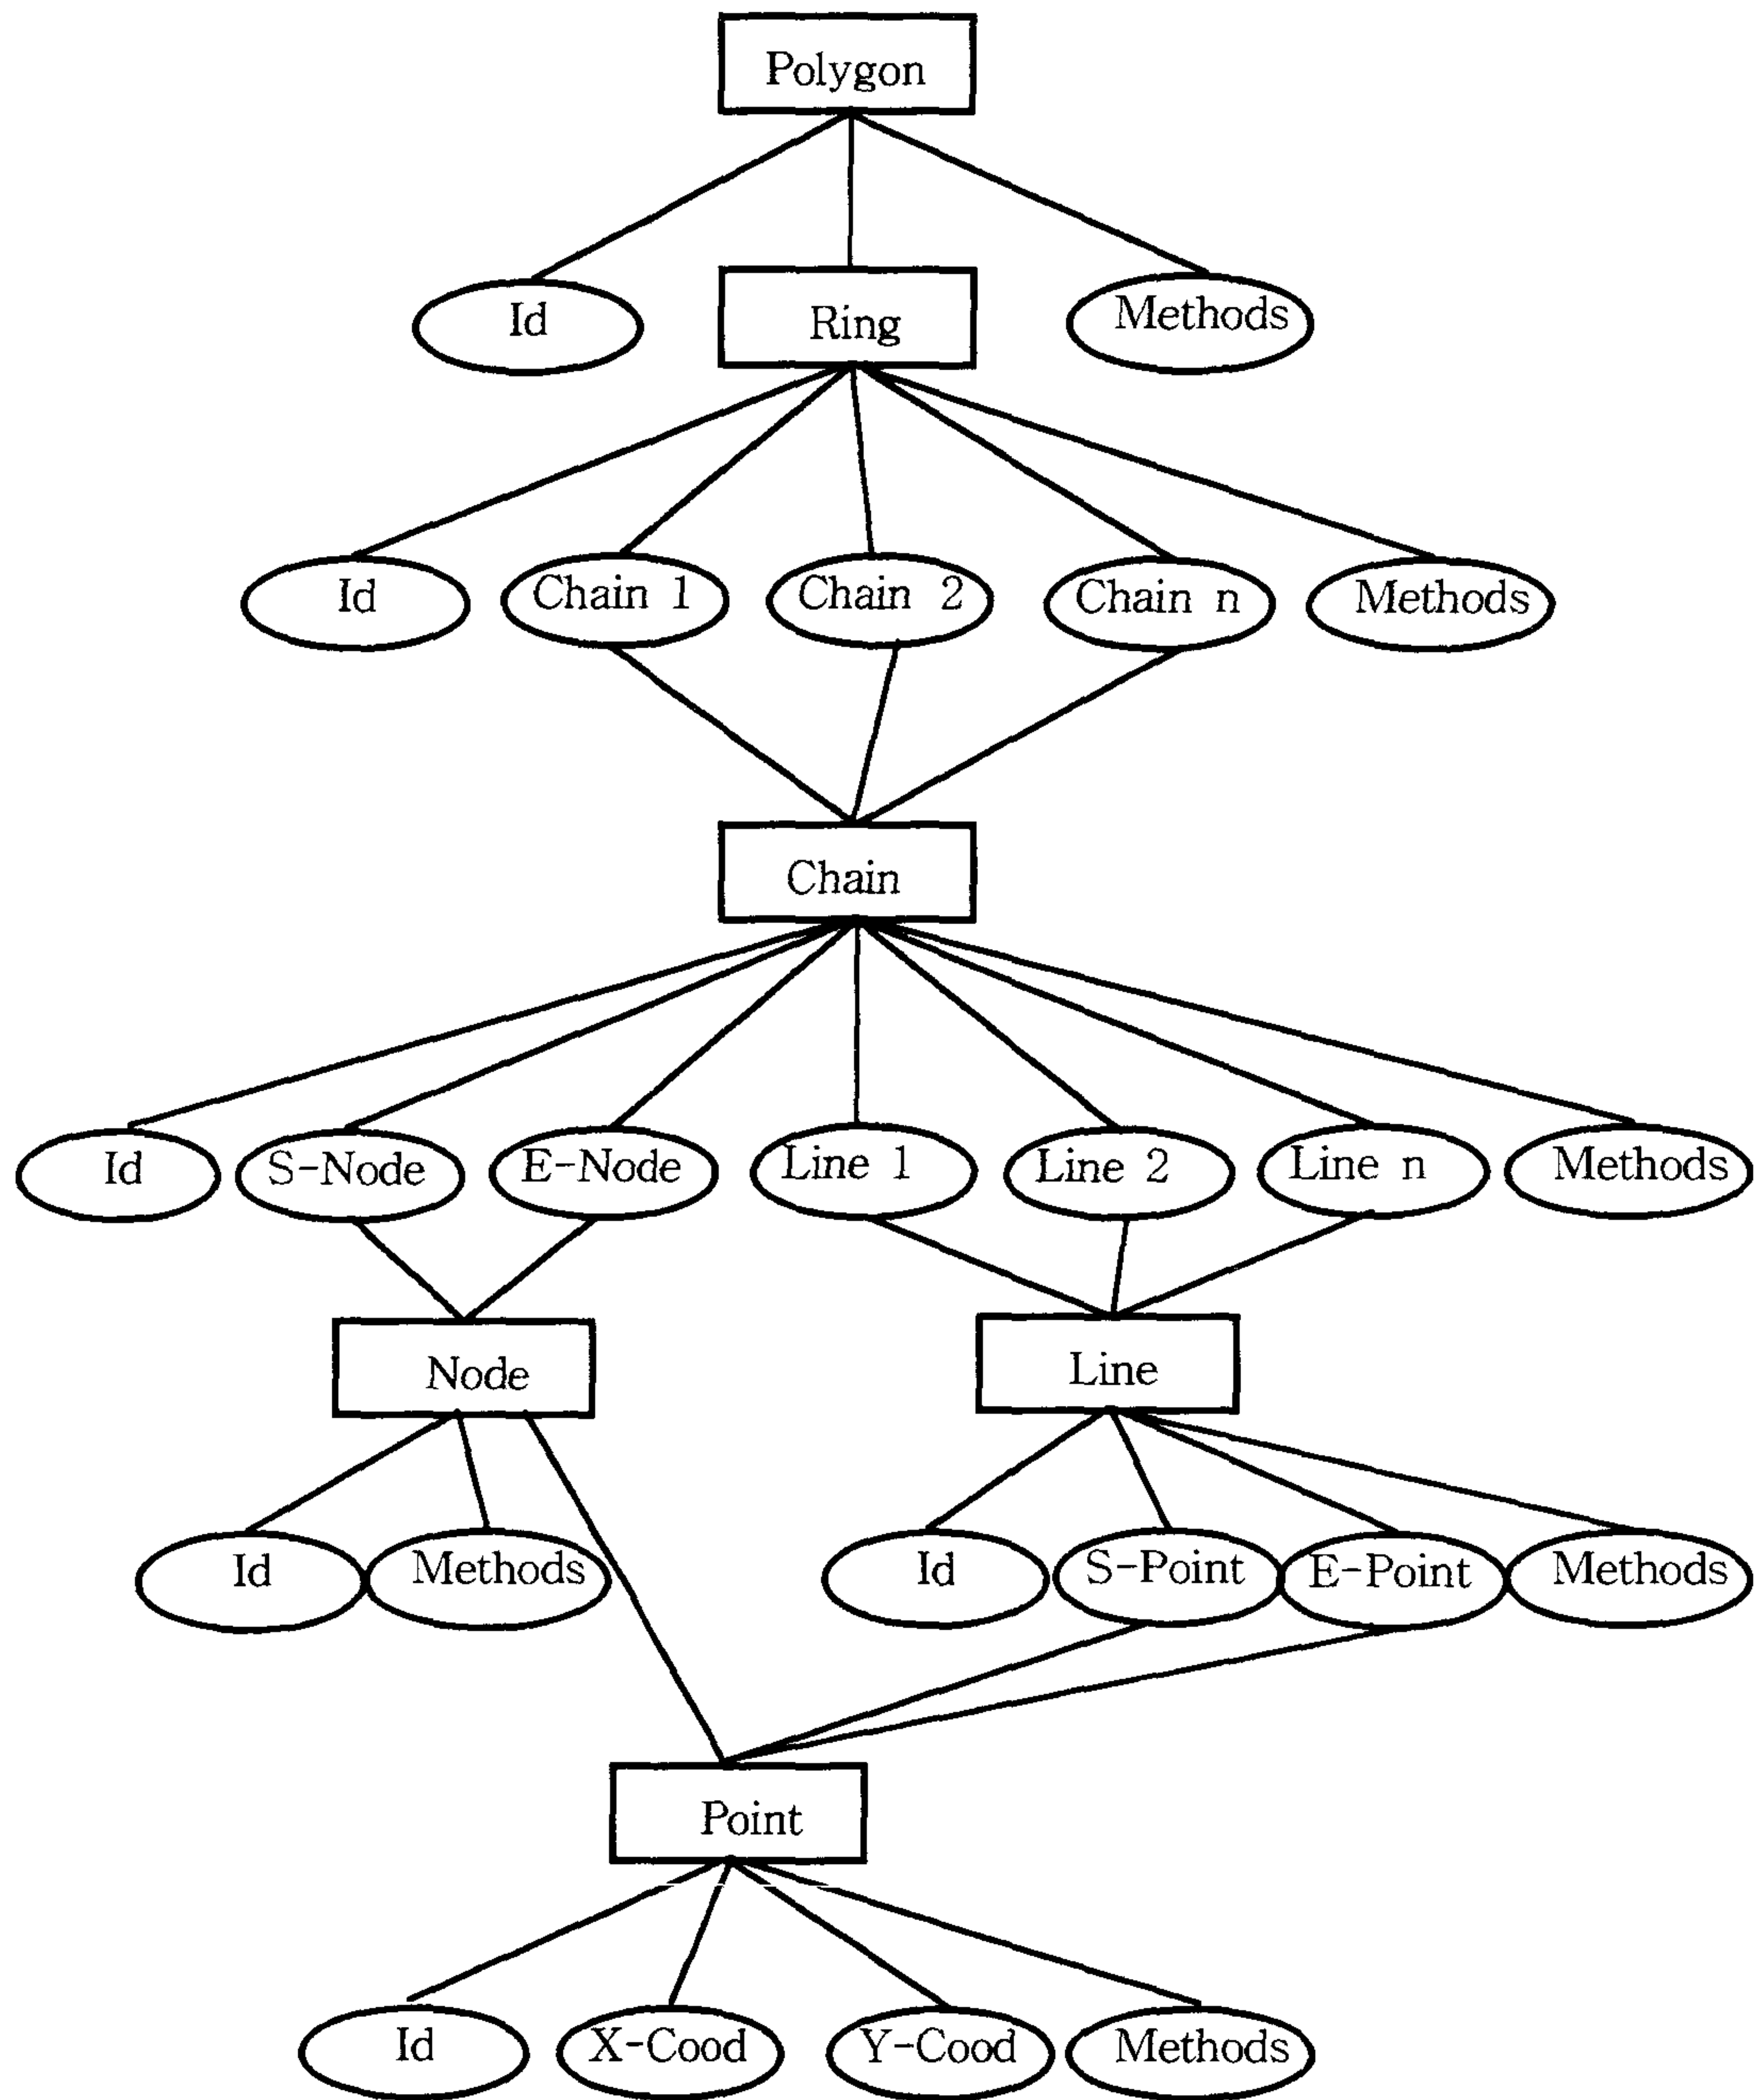 Polygon
Id
Ring
Methods
Id
Chain 1
Chain 2
Chain n
Methods
Chain
Id
S-Node
E-Node
Line 1
Line 2
Line n
Methods
Node
Line
Id
Methods
Id
S-Point
E-Point
Methods
Point
Id
X-Cood
Y-Cood
Methods